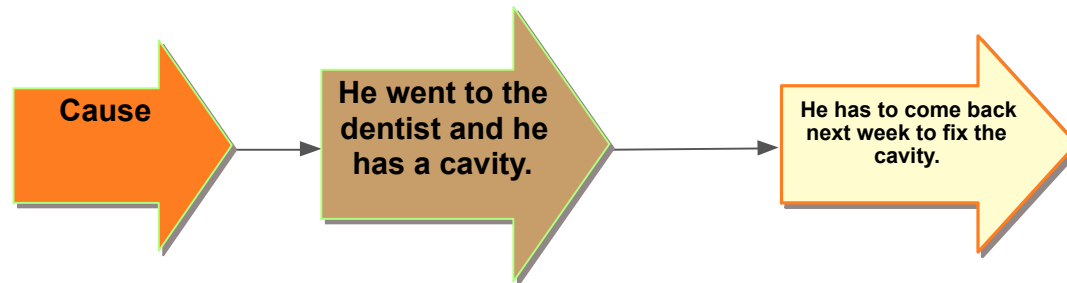 Cause
He went to the
dentist and he
has a cavity.
He has to come back
next week to fix the
cavity.